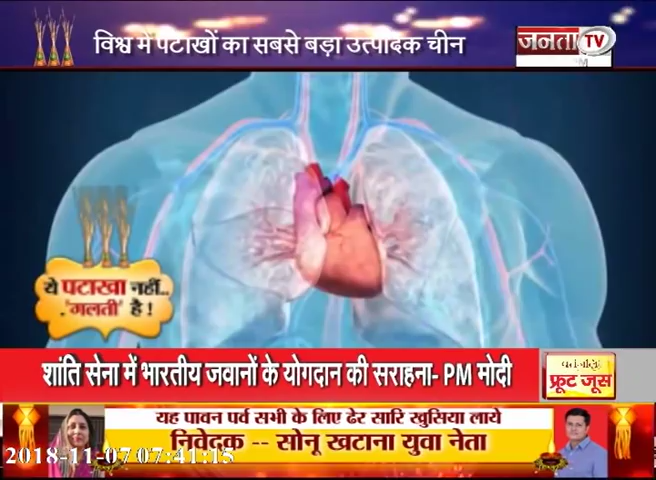 विश्व में पटाखों का सबसे बड़ा उत्पादक चीन
जनता TV
ये पटाखा नहीं..
.'गलती' है !
शांति सेना में भारतीय जवानों के योगदान की सराहना- PM मोदी
फ्रूट जूस
यह पावन पर्व सभी के लिए ढेर सारि खुसिया लाये
निवेदक -- सोनू खटाना युवा नेता
2018-11-07 07:41:15